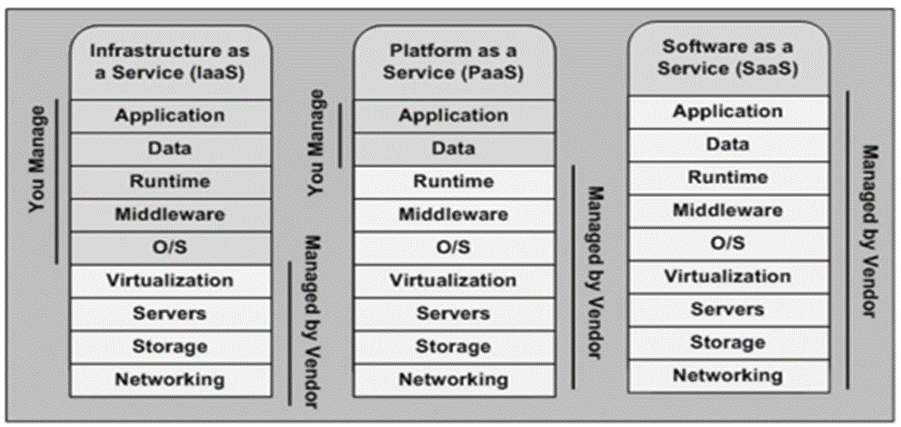 Infrastructure as
a Service (IaaS)
Application
Data
Runtime
Middleware
O/S
Virtualization
Servers
Storage
Networking
You Manage
Managed by Vendor
Platform as a
Service (PaaS)
Application
Data
Runtime
Middleware
O/S
Virtualization
Servers
Storage
Networking
You Manage
Managed by Vendor
Software as a
Service (SaaS)
Application
Data
Runtime
Middleware
O/S
Virtualization
Servers
Storage
Networking
Managed by Vendor